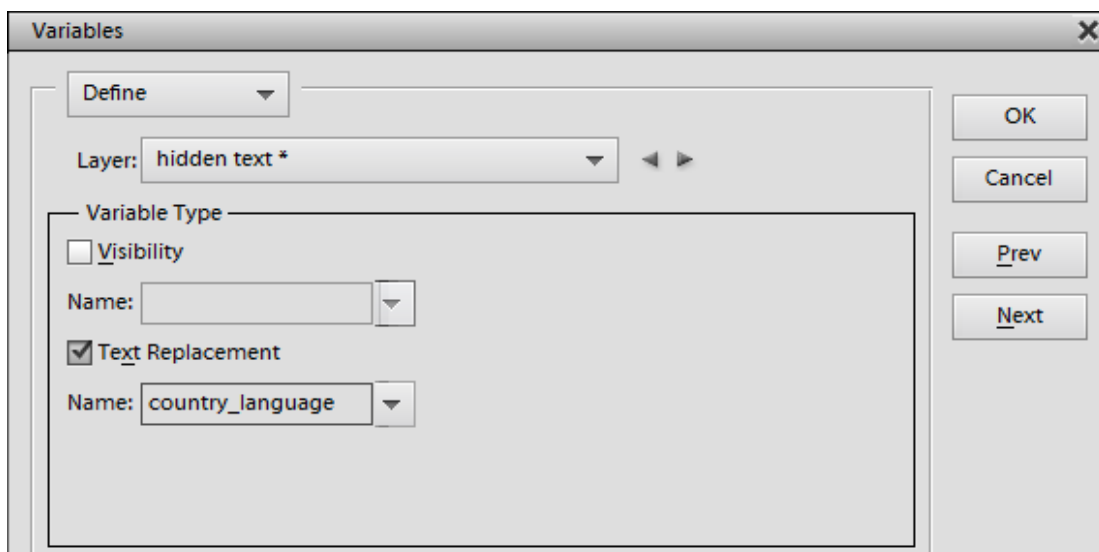 Variables
Define
OK
Layer: hidden text *
Cancel
Variable Type
Visibility
Prev
Name:
Next
Text Replacement
Name: country_language